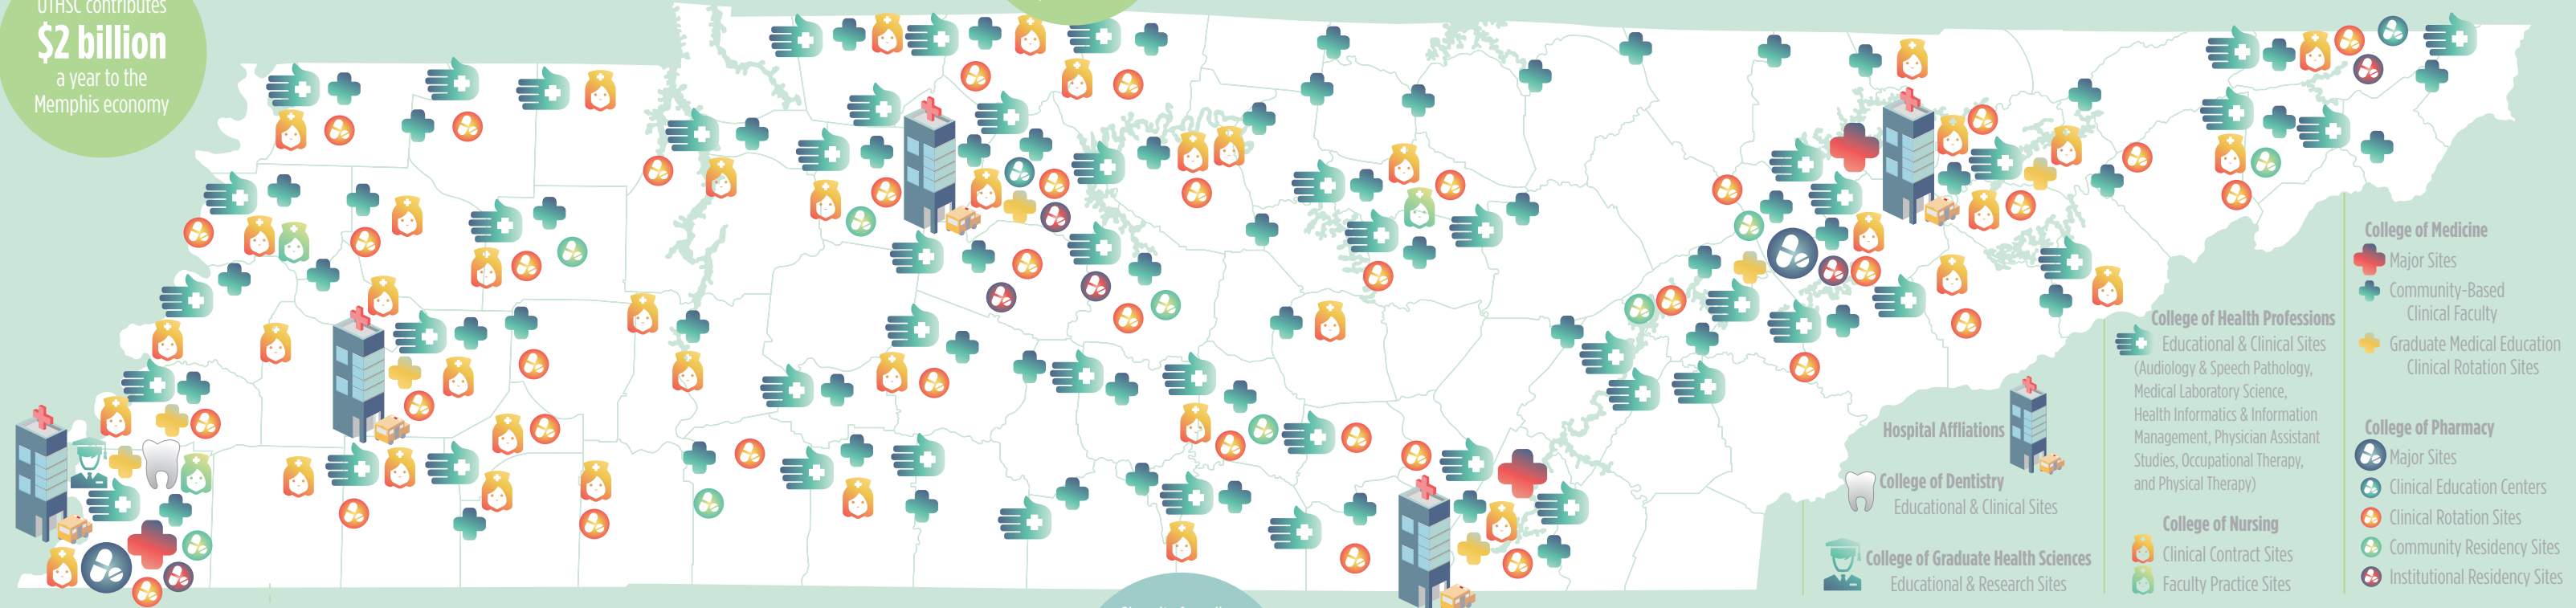 UTHSC contributes
$2 billion
a year to the
Memphis economy
Hospital Affliations
College of Dentistry
Educational & Clinical Sites
College of Graduate Health Sciences
Educational & Research Sites
College of Health Professions
Educational & Clinical Sites
(Audiology & Speech Pathology,
Medical Laboratory Science,
Health Informatics & Information
Management, Physician Assistant
Studies, Occupational Therapy,
and Physical Therapy)
College of Nursing
Clinical Contract Sites
Faculty Practice Sites
College of Medicine
Major Sites
Community-Based
Clinical Faculty
Graduate Medical Education
Clinical Rotation Sites
College of Pharmacy
Major Sites
Clinical Education Centers
Clinical Rotation Sites
Community Residency Sites
Institutional Residency Sites